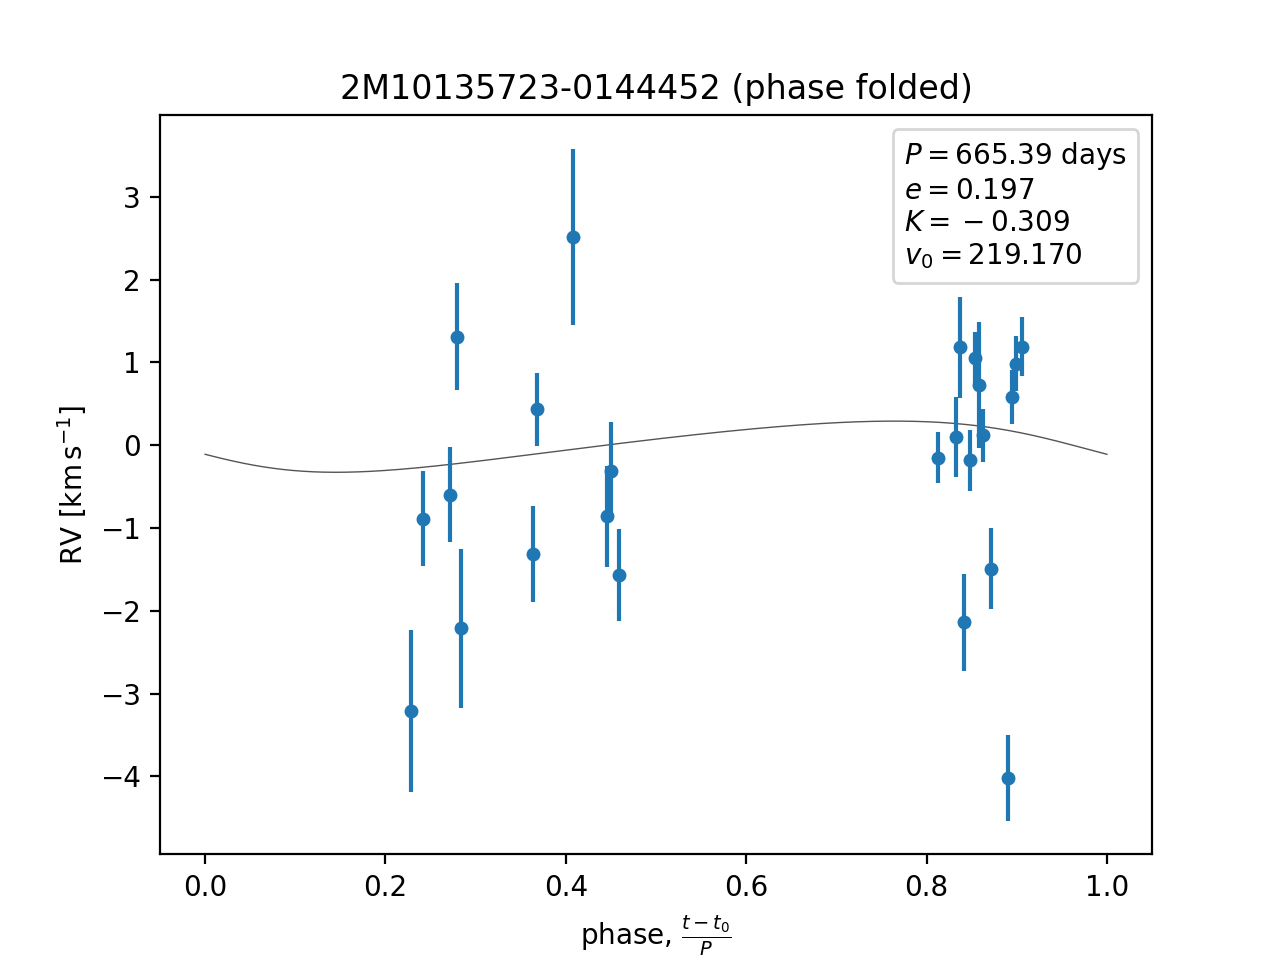 2M10135723-0144452 (phase folded)
P = 665.39 days
e = 0.197
K = −0.309
v₀ = 219.170
3
2
1
0
−1
−2
−3
−4
RV [km s⁻¹]
0.0 0.2 0.4 0.6 0.8 1.0
phase, (t − t₀)/P